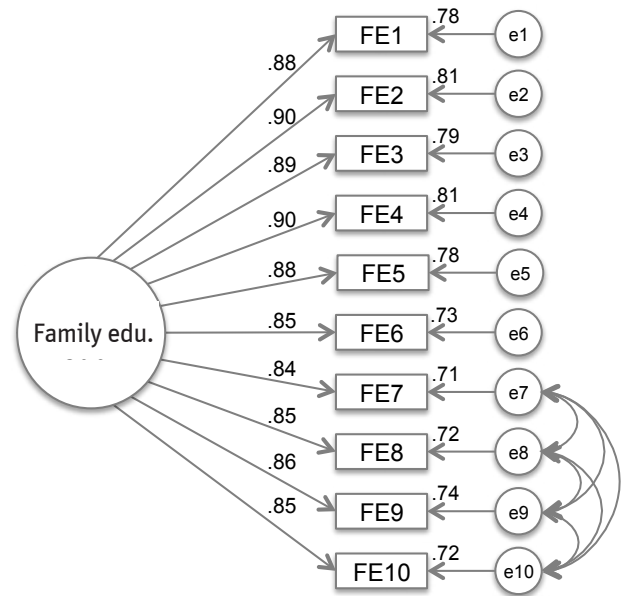 .78
FE1
e1
.88
.81
FE2
e2
.90
.79
FE3
e3
.89
.81
FE4
e4
.90
.78
FE5
e5
.88
Family edu.
.73
FE6
e6
.85
.71
FE7
e7
.84
.72
FE8
e8
.85
.74
FE9
e9
.86
.72
FE10
e10
.85